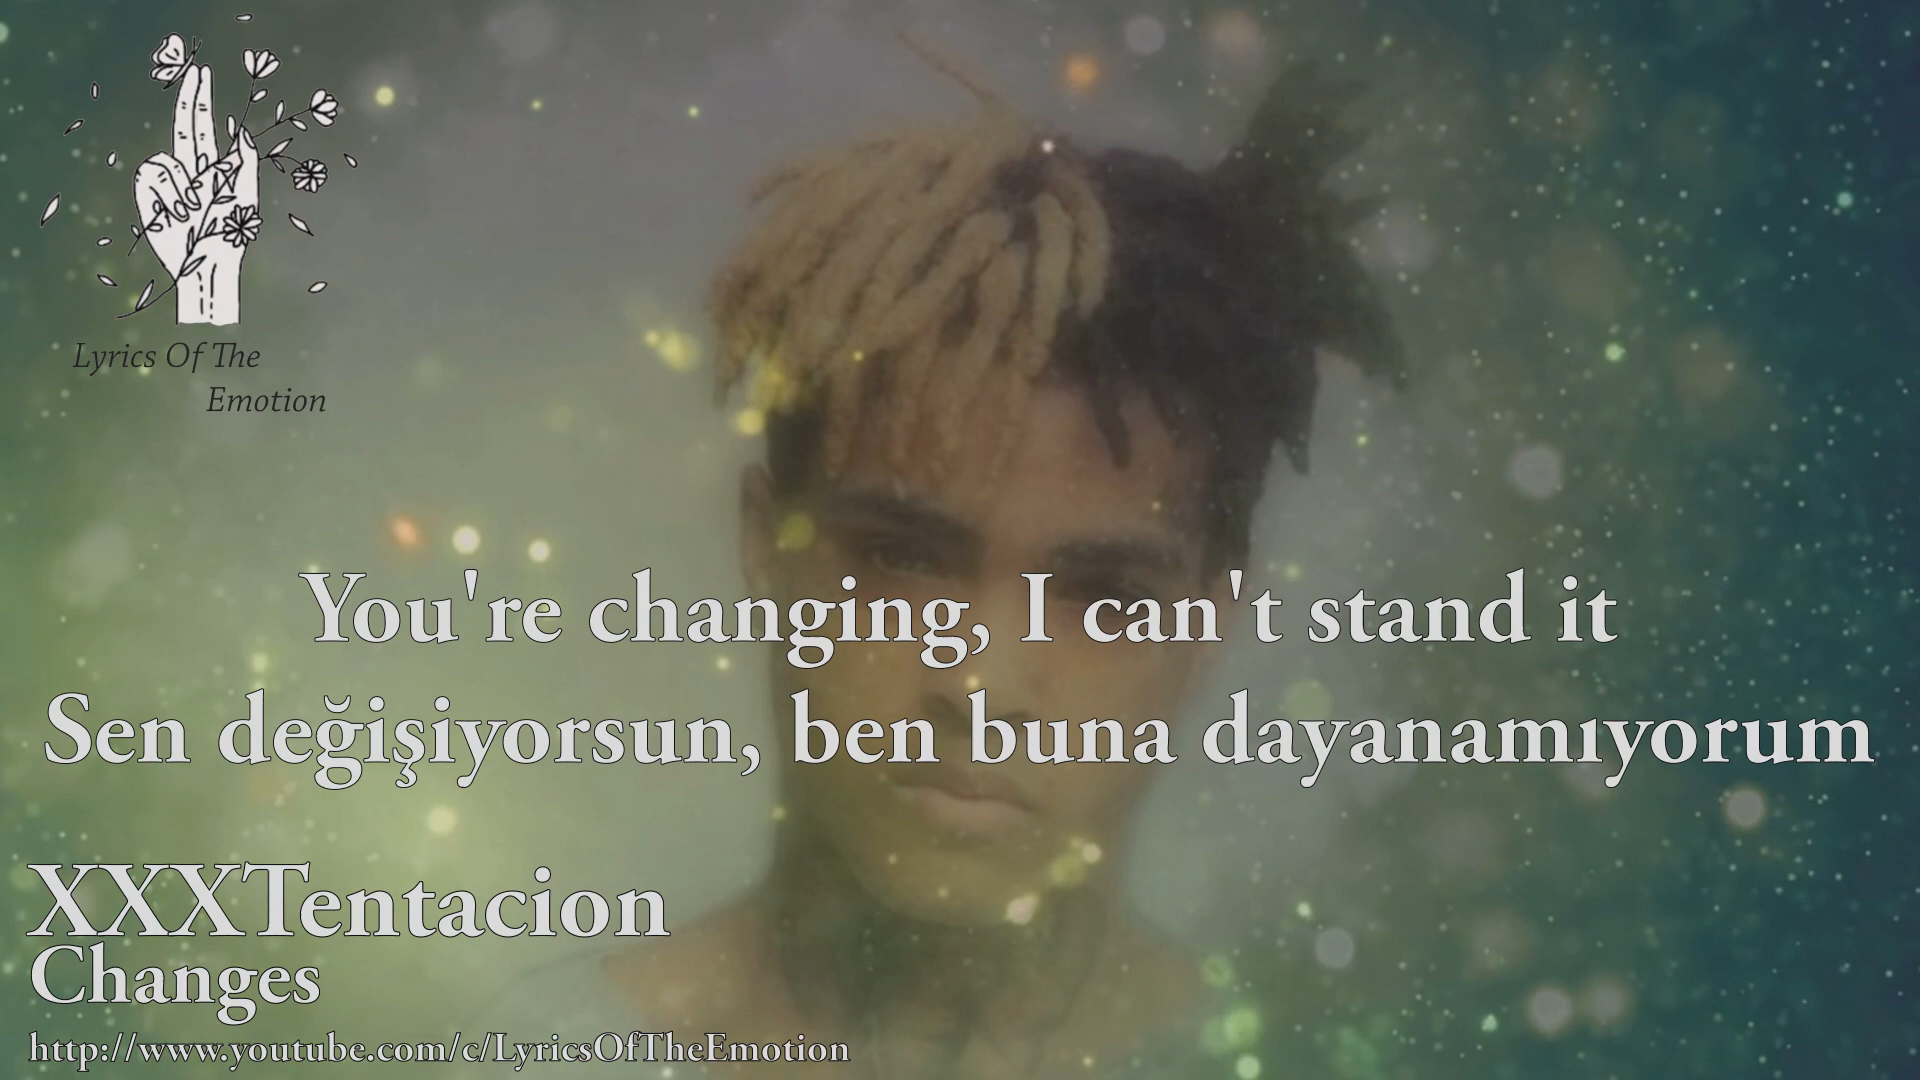 Lyrics Of The
Emotion
You're changing, I can't stand it
Sen değişiyorsun, ben buna dayanamıyorum
XXXTentacion
Changes
http://www.youtube.com/c/LyricsOfTheEmotion